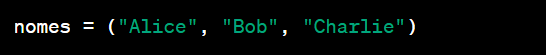 nomes = ("Alice", "Bob", "Charlie")